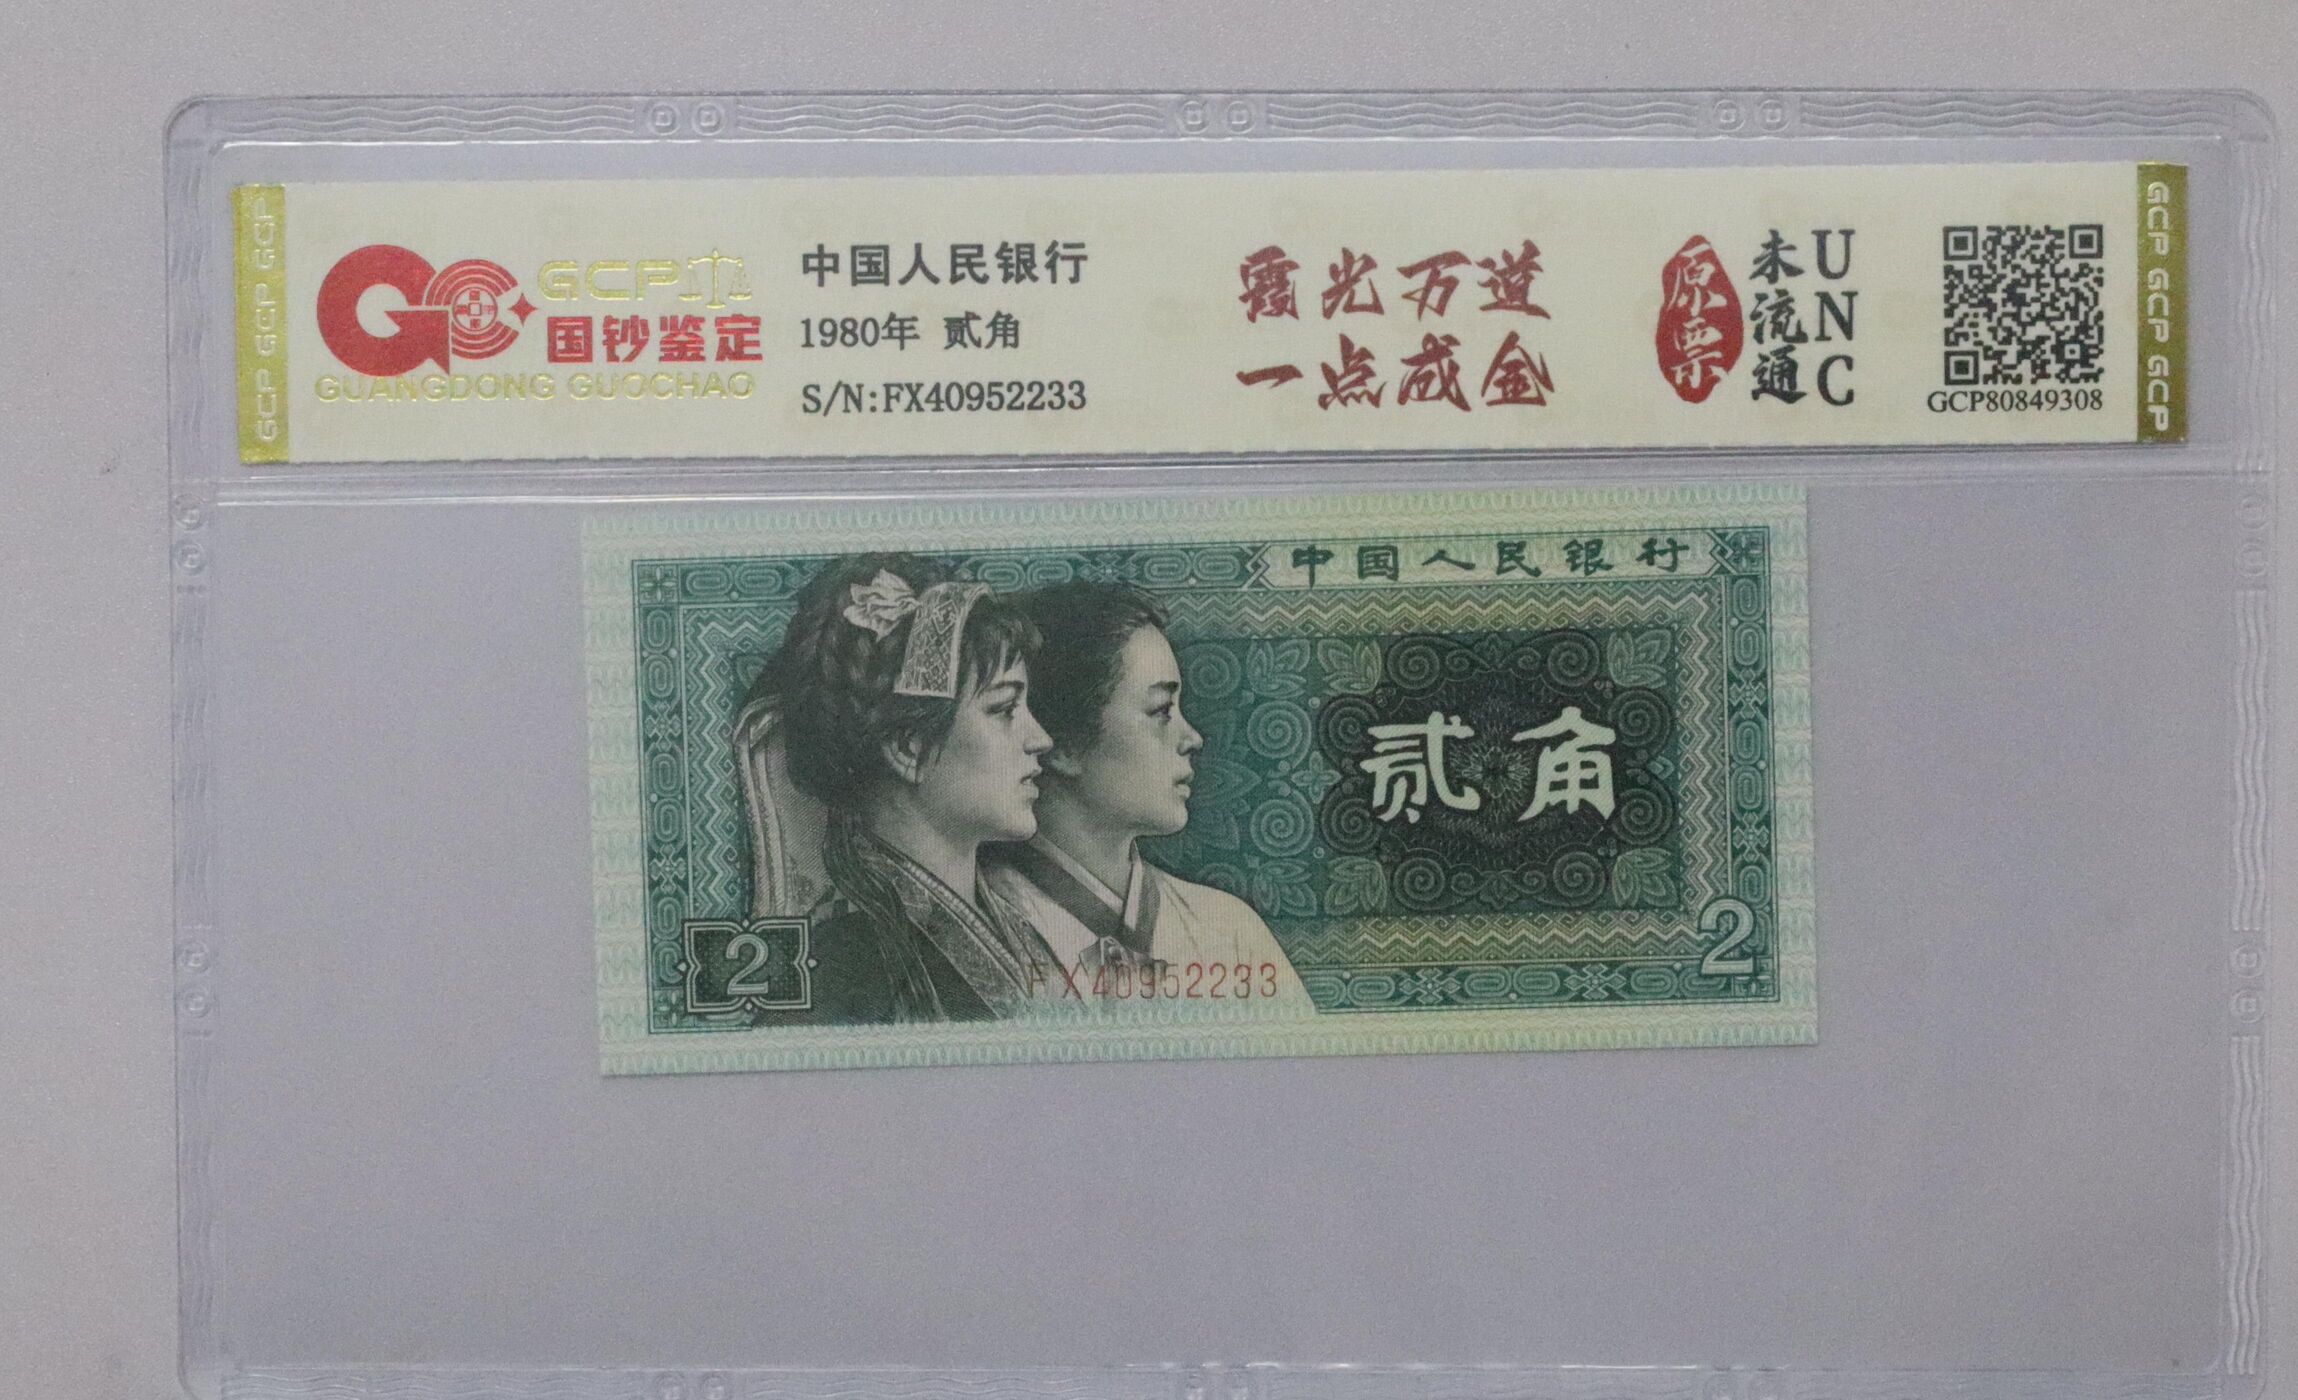 GCP GCP GCP
GCP
国钞鉴定
GUANGDONG GUOCHAO
中国人民银行
1980年 贰角
S/N:FX40952233
霞光万道
一点成金
原票
未流通
UNC
GCP80849308
GCP GCP GCP
中国人民银行
贰角
2
FX40952233
2